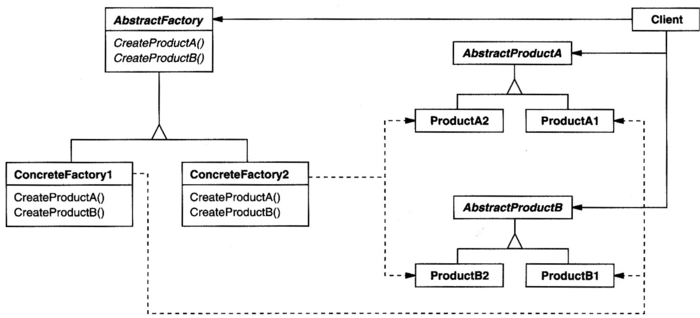 AbstractFactory
Client
CreateProductA()
CreateProductB()
AbstractProductA
ProductA2
ProductA1
ConcreteFactory1
ConcreteFactory2
CreateProductA()
CreateProductB()
CreateProductA()
CreateProductB()
AbstractProductB
ProductB2
ProductB1